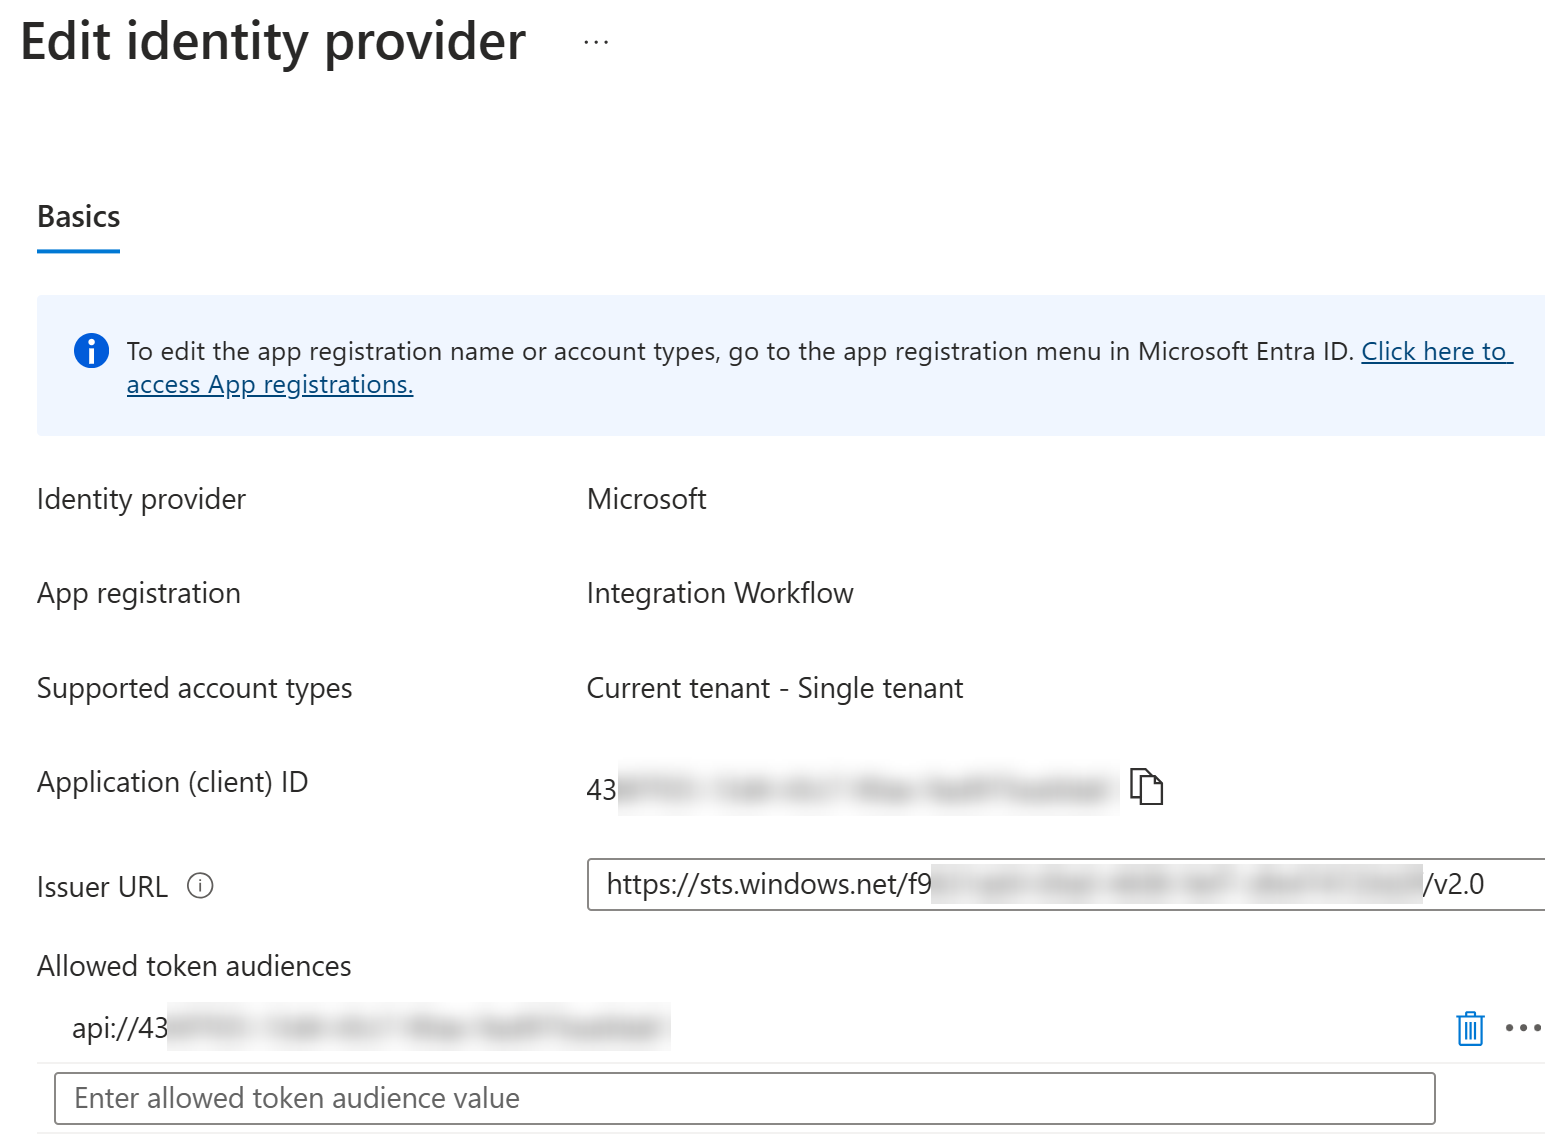 Edit identity provider ...
Basics
To edit the app registration name or account types, go to the app registration menu in Microsoft Entra ID. Click here to
access App registrations.
Identity provider Microsoft
App registration Integration Workflow
Supported account types Current tenant - Single tenant
Application (client) ID 43
Issuer URL https://sts.windows.net/f9 /v2.0
Allowed token audiences
api://43
Enter allowed token audience value